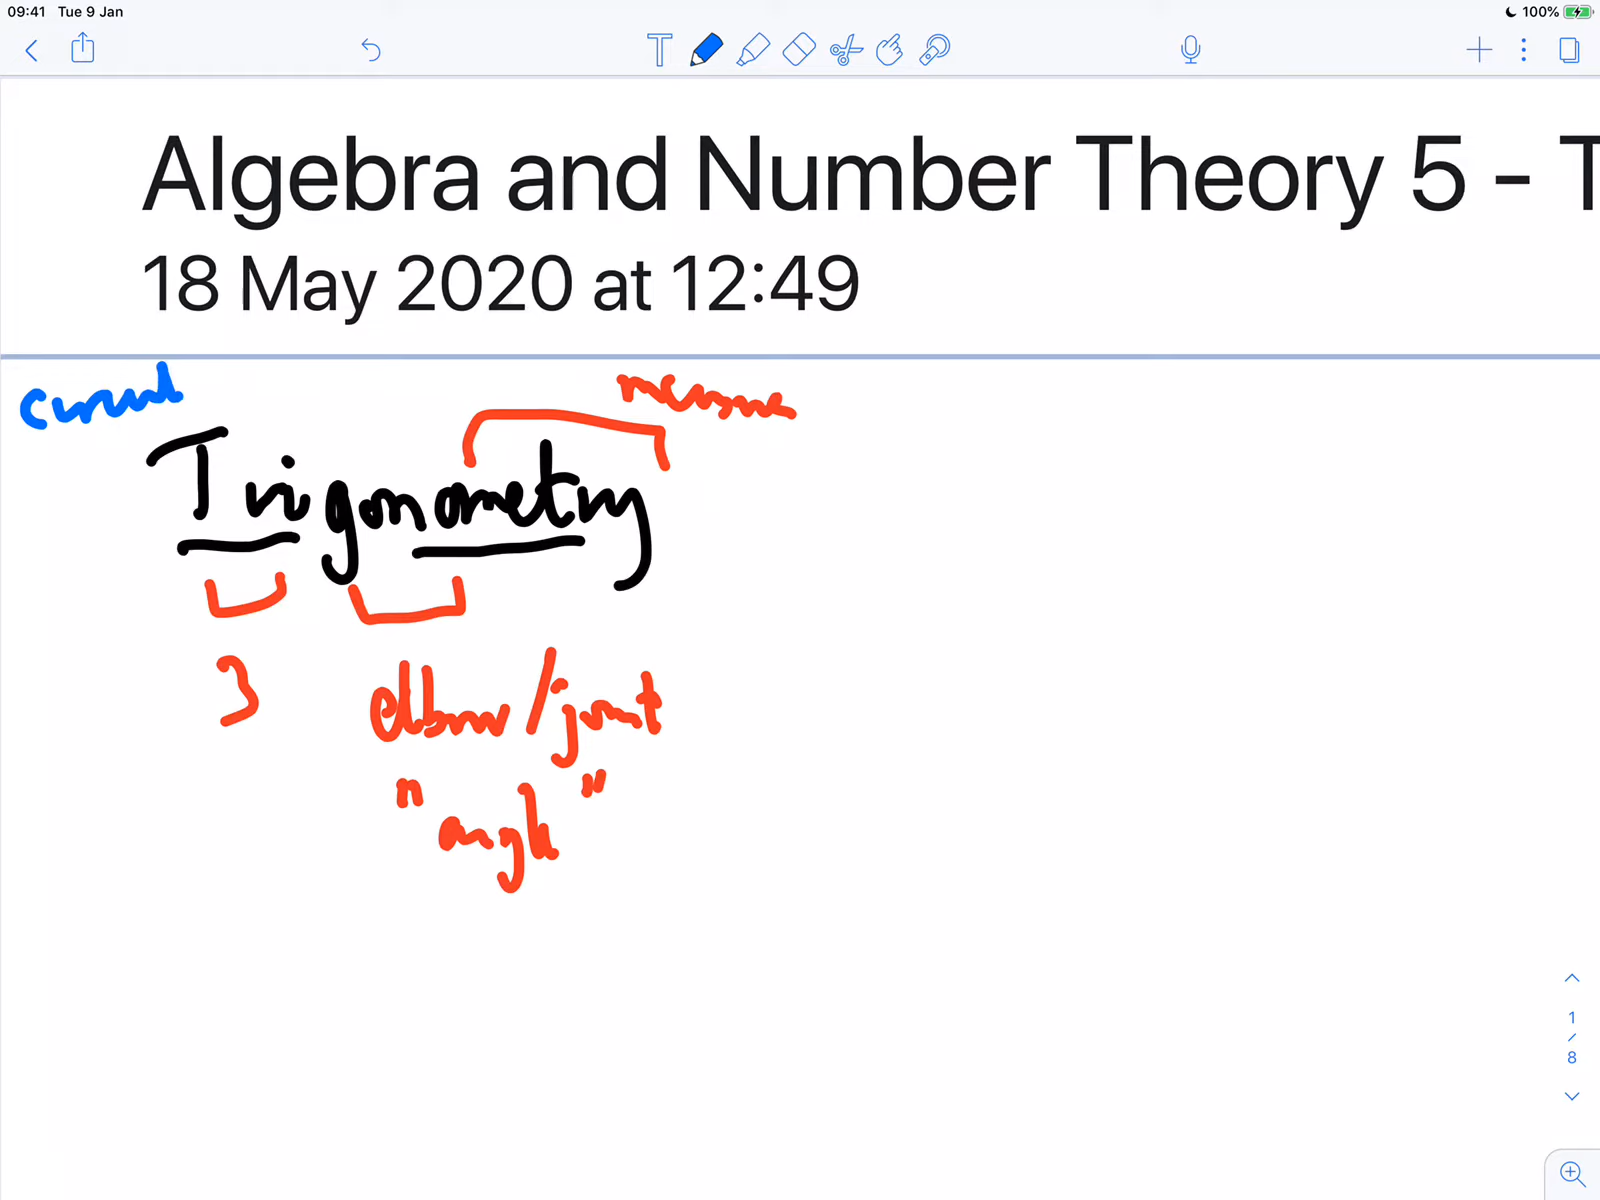 09:41 Tue 9 Jan 100%
Algebra and Number Theory 5 - T
18 May 2020 at 12:49
measure
Trigonometry
3 elbow/joint
"angle"
1
/
8